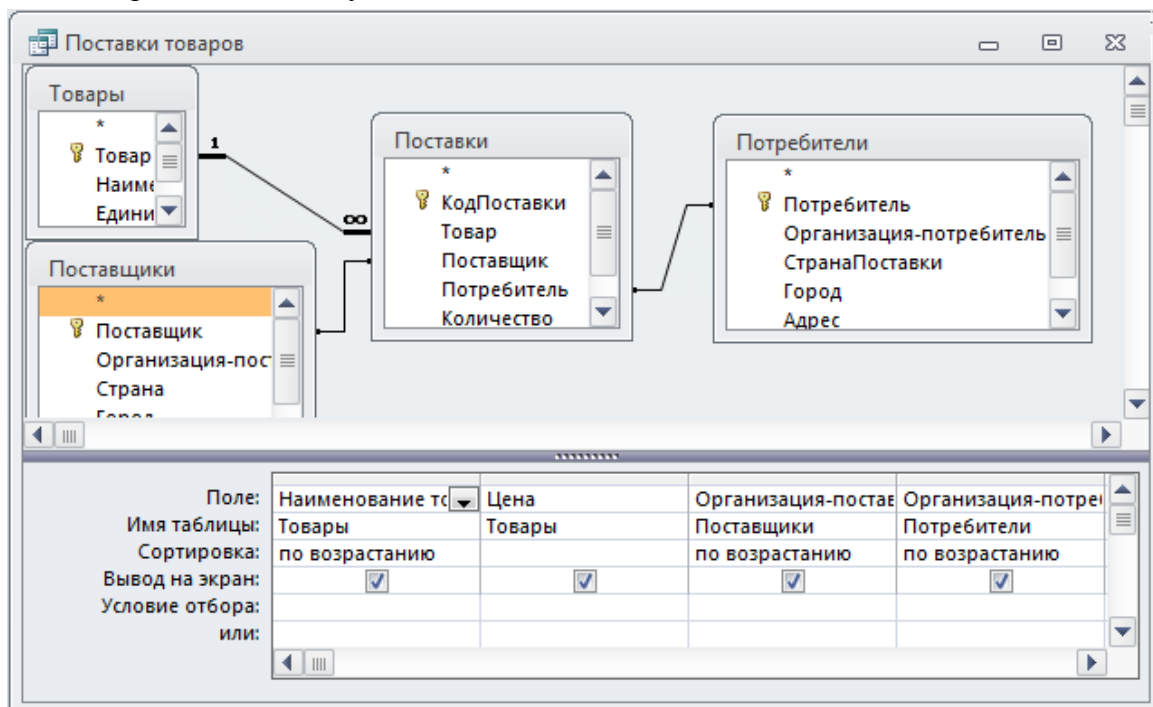 Поставки товаров
Товары
*
Товар
Наиме
Едини
1
∞
Поставки
*
КодПоставки
Товар
Поставщик
Потребитель
Количество
Потребители
*
Потребитель
Организация-потребитель
СтранаПоставки
Город
Адрес
Поставщики
*
Поставщик
Организация-пост
Страна
Город
Поле: Наименование то Цена Организация-постав Организация-потреб
Имя таблицы: Товары Товары Поставщики Потребители
Сортировка: по возрастанию по возрастанию по возрастанию
Вывод на экран:
Условие отбора:
или: